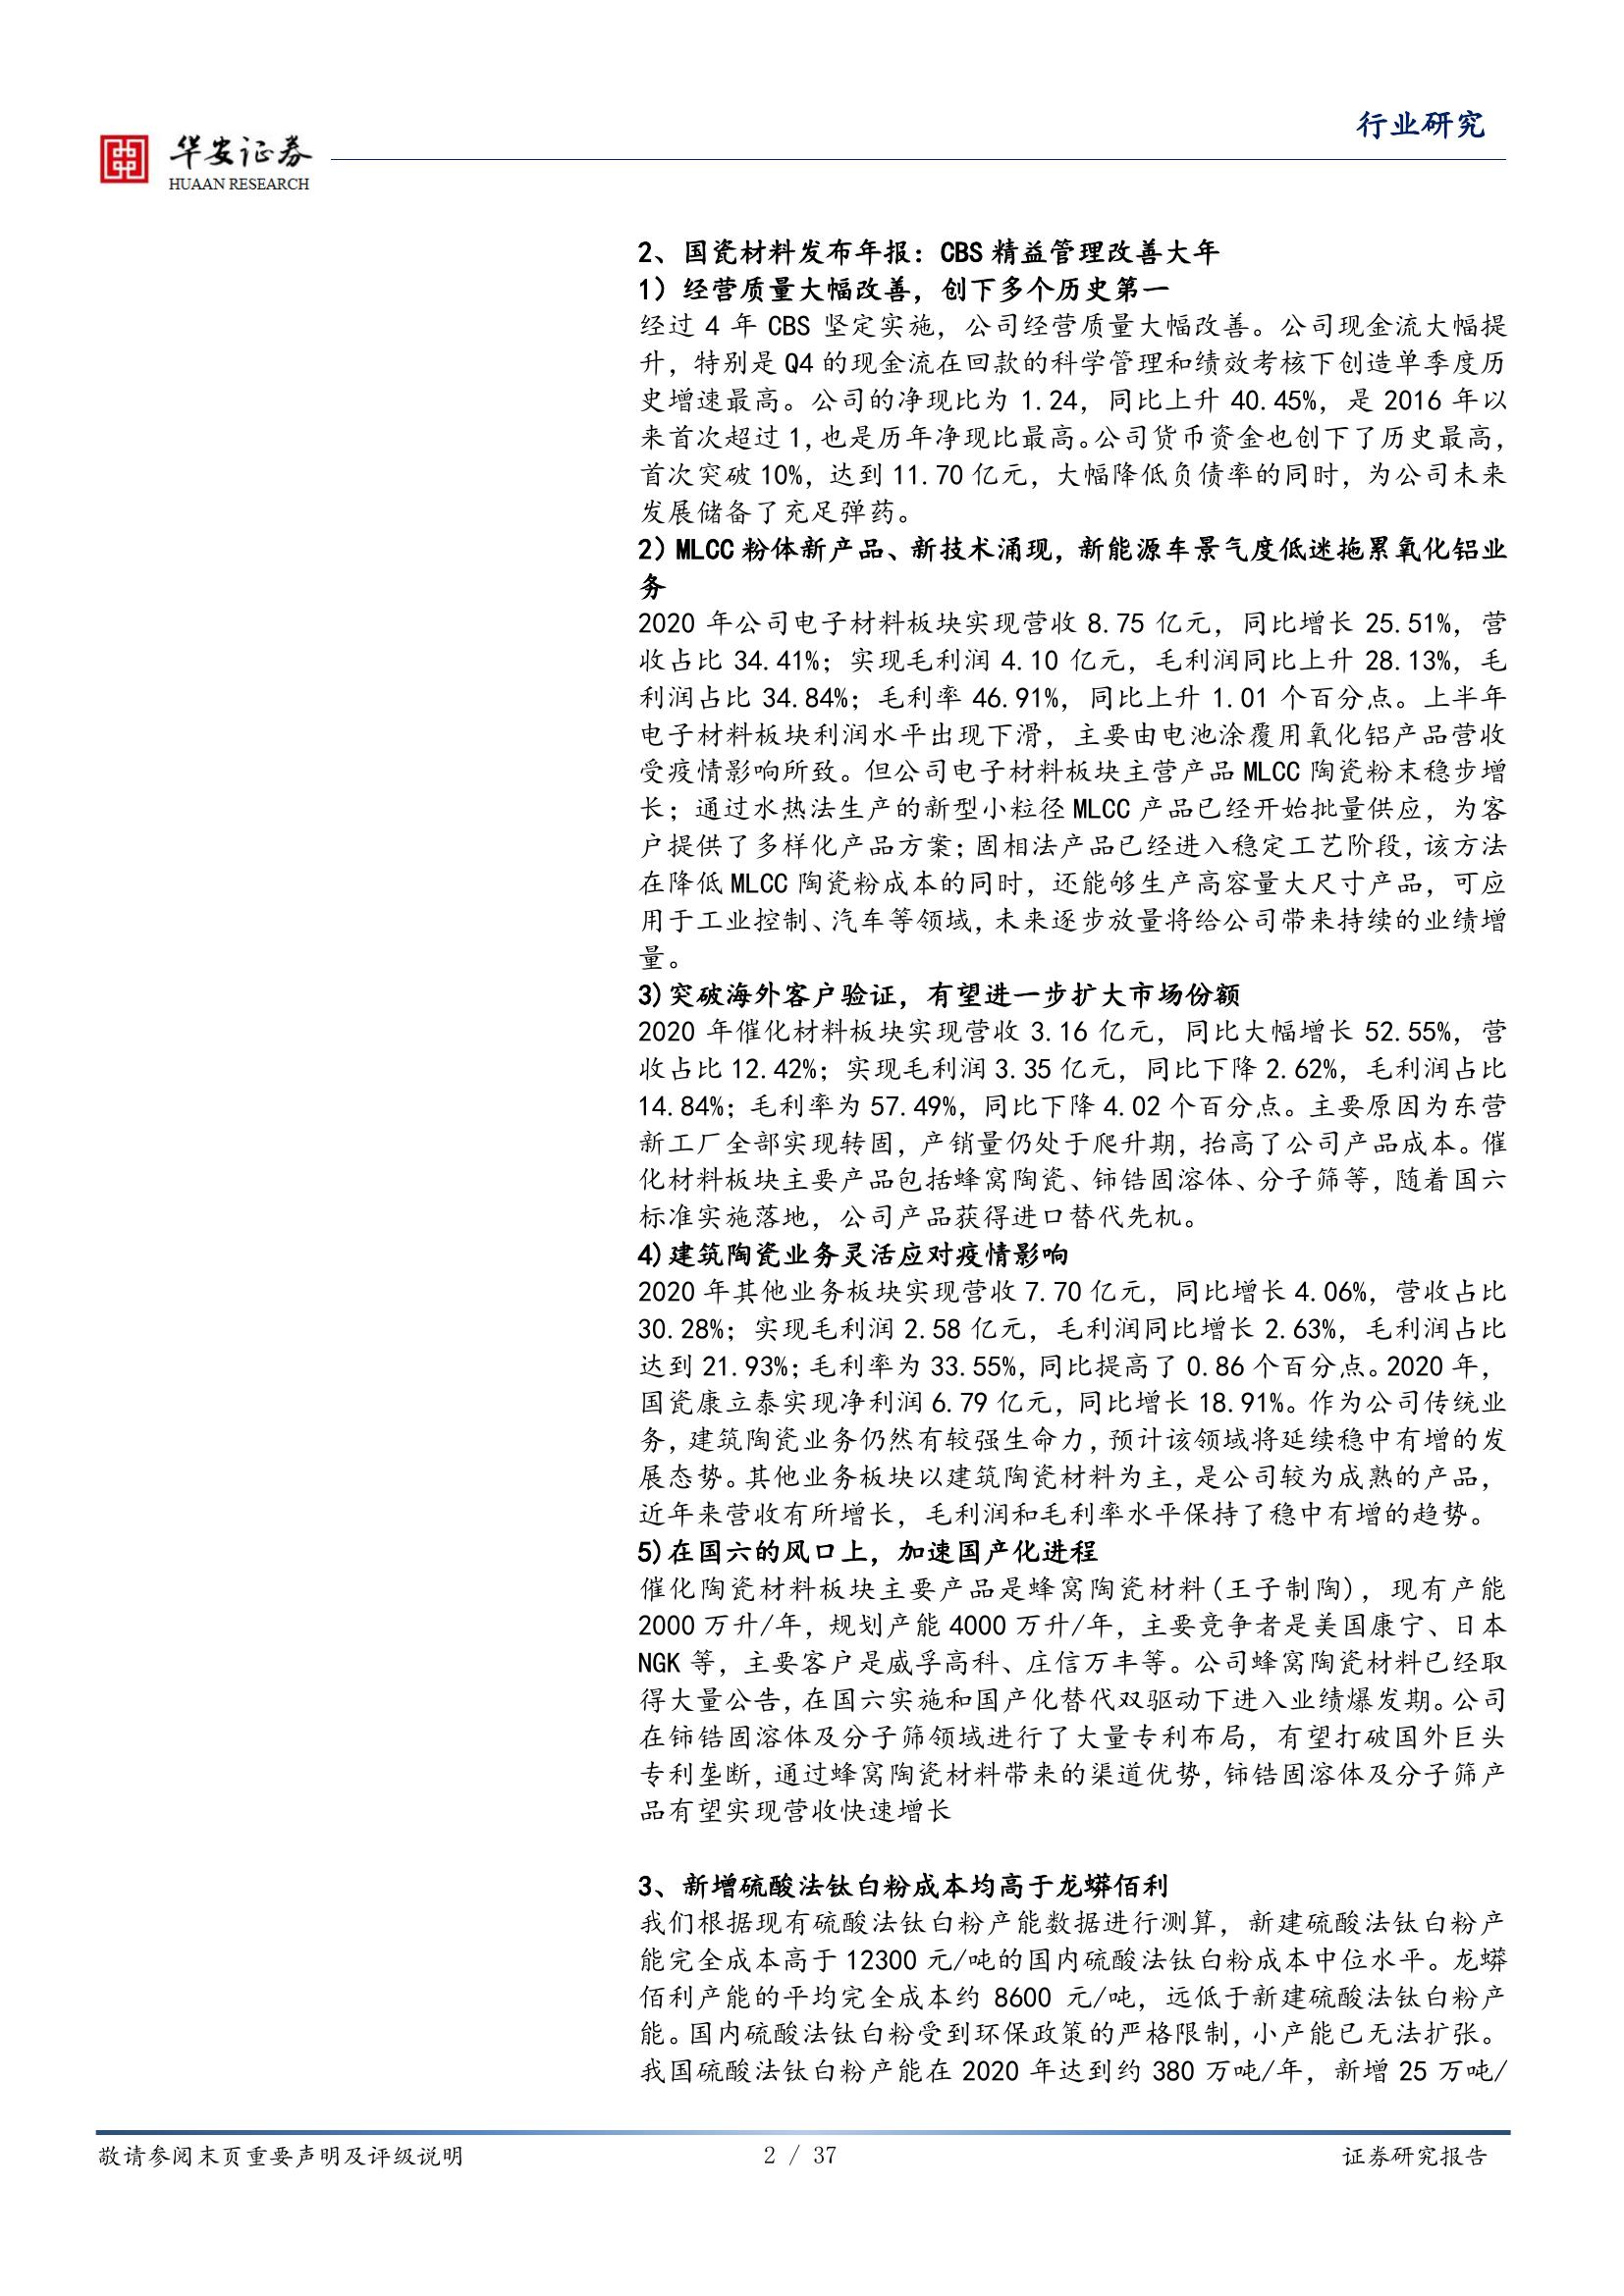 行业研究
华安证券
HUAAN RESEARCH
2、国瓷材料发布年报：CBS 精益管理改善大年
1）经营质量大幅改善，创下多个历史第一
经过 4 年 CBS 坚定实施，公司经营质量大幅改善。公司现金流大幅提
升，特别是 Q4 的现金流在回款的科学管理和绩效考核下创造单季度历
史增速最高。公司的净现比为 1.24，同比上升 40.45%，是 2016 年以
来首次超过 1，也是历年净现比最高。公司货币资金也创下了历史最高，
首次突破 10%，达到 11.70 亿元，大幅降低负债率的同时，为公司未来
发展储备了充足弹药。
2）MLCC 粉体新产品、新技术涌现，新能源车景气度低迷拖累氧化铝业
务
2020 年公司电子材料板块实现营收 8.75 亿元，同比增长 25.51%，营
收占比 34.41%；实现毛利润 4.10 亿元，毛利润同比上升 28.13%，毛
利润占比 34.84%；毛利率 46.91%，同比上升 1.01 个百分点。上半年
电子材料板块利润水平出现下滑，主要由电池涂覆用氧化铝产品营收
受疫情影响所致。但公司电子材料板块主营产品 MLCC 陶瓷粉末稳步增
长；通过水热法生产的新型小粒径 MLCC 产品已经开始批量供应，为客
户提供了多样化产品方案；固相法产品已经进入稳定工艺阶段，该方法
在降低 MLCC 陶瓷粉成本的同时，还能够生产高容量大尺寸产品，可应
用于工业控制、汽车等领域，未来逐步放量将给公司带来持续的业绩增
量。
3)突破海外客户验证，有望进一步扩大市场份额
2020 年催化材料板块实现营收 3.16 亿元，同比大幅增长 52.55%，营
收占比 12.42%；实现毛利润 3.35 亿元，同比下降 2.62%，毛利润占比
14.84%；毛利率为 57.49%，同比下降 4.02 个百分点。主要原因为东营
新工厂全部实现转固，产销量仍处于爬升期，抬高了公司产品成本。催
化材料板块主要产品包括蜂窝陶瓷、铈锆固溶体、分子筛等，随着国六
标准实施落地，公司产品获得进口替代先机。
4)建筑陶瓷业务灵活应对疫情影响
2020 年其他业务板块实现营收 7.70 亿元，同比增长 4.06%，营收占比
30.28%；实现毛利润 2.58 亿元，毛利润同比增长 2.63%，毛利润占比
达到 21.93%；毛利率为 33.55%，同比提高了 0.86 个百分点。2020 年，
国瓷康立泰实现净利润 6.79 亿元，同比增长 18.91%。作为公司传统业
务，建筑陶瓷业务仍然有较强生命力，预计该领域将延续稳中有增的发
展态势。其他业务板块以建筑陶瓷材料为主，是公司较为成熟的产品，
近年来营收有所增长，毛利润和毛利率水平保持了稳中有增的趋势。
5)在国六的风口上，加速国产化进程
催化陶瓷材料板块主要产品是蜂窝陶瓷材料(王子制陶)，现有产能
2000 万升/年，规划产能 4000 万升/年，主要竞争者是美国康宁、日本
NGK 等，主要客户是威孚高科、庄信万丰等。公司蜂窝陶瓷材料已经取
得大量公告，在国六实施和国产化替代双驱动下进入业绩爆发期。公司
在铈锆固溶体及分子筛领域进行了大量专利布局，有望打破国外巨头
专利垄断，通过蜂窝陶瓷材料带来的渠道优势，铈锆固溶体及分子筛产
品有望实现营收快速增长
3、新增硫酸法钛白粉成本均高于龙蟒佰利
我们根据现有硫酸法钛白粉产能数据进行测算，新建硫酸法钛白粉产
能完全成本高于 12300 元/吨的国内硫酸法钛白粉成本中位水平。龙蟒
佰利产能的平均完全成本约 8600 元/吨，远低于新建硫酸法钛白粉产
能。国内硫酸法钛白粉受到环保政策的严格限制，小产能已无法扩张。
我国硫酸法钛白粉产能在 2020 年达到约 380 万吨/年，新增 25 万吨/
敬请参阅末页重要声明及评级说明
2 / 37
证券研究报告